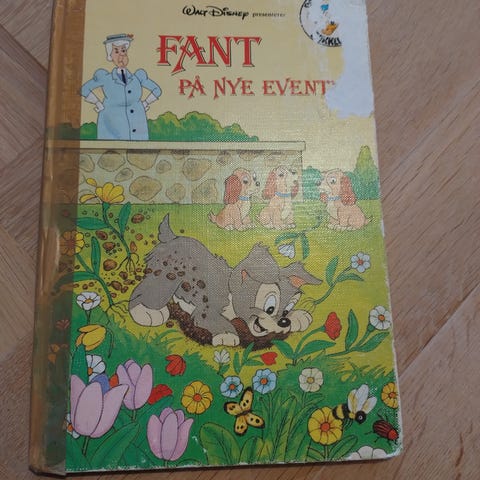 Walt Disney presenterer
FANT
PÅ NYE EVENT